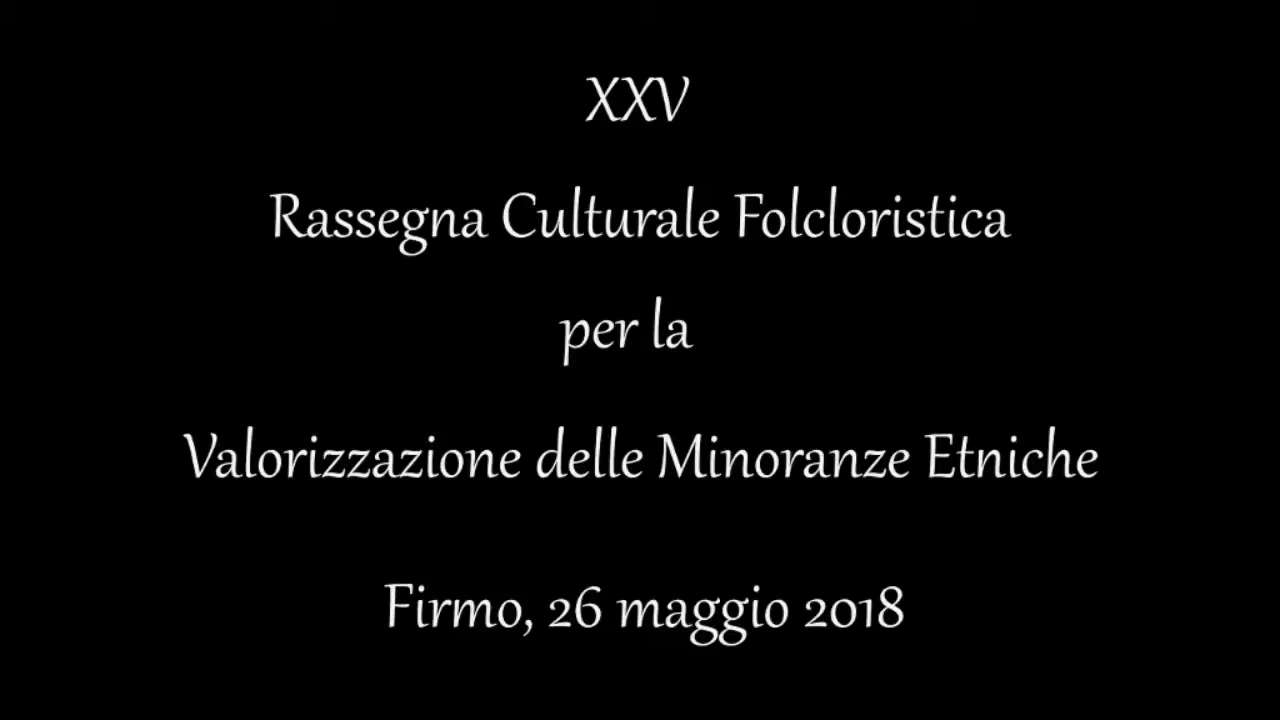 XXV
Rassegna Culturale Folcloristica
per la
Valorizzazione delle Minoranze Etniche
Firmo, 26 maggio 2018